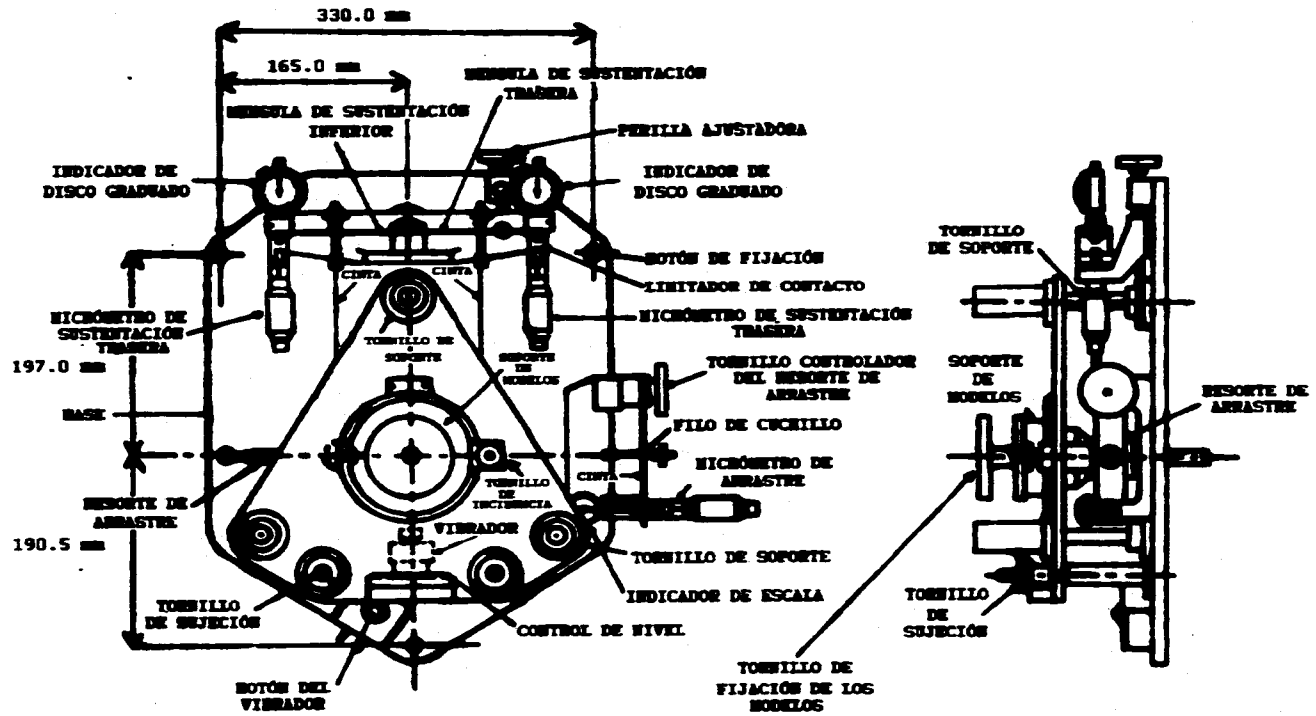 330.0 mm
165.0 mm
MENSULA DE SUSTENTACIÓN
TRASERA
MENSULA DE SUSTENTACIÓN
INFERIOR
PERILLA AJUSTADORA
INDICADOR DE
DISCO GRADUADO
INDICADOR DE
DISCO GRADUADO
TORNILLO
DE SOPORTE
BOTÓN DE FIJACIÓN
CINTA
CINTA
LIMITADOR DE CONTACTO
MICRÓMETRO DE
SUSTENTACIÓN
TRASERA
MICRÓMETRO DE SUSTENTACIÓN
TRASERA
TORNILLO DE
SOPORTE
SOPORTE
DE
MODELOS
197.0 mm
TORNILLO CONTROLADOR
DEL RESORTE DE
ARRASTRE
SOPORTE
DE
MODELOS
RESORTE DE
ARRASTRE
BASE
FILO DE CUCHILLO
MICRÓMETRO DE
ARRASTRE
CINTA
TORNILLO
DE
INCIDENCIA
RESORTE DE
ARRASTRE
VIBRADOR
190.5 mm
TORNILLO DE SOPORTE
INDICADOR DE ESCALA
TORNILLO
DE SUJECIÓN
CONTROL DE NIVEL
TORNILLO
DE
SUJECIÓN
BOTÓN DEL
VIBRADOR
TORNILLO DE
FIJACIÓN DE LOS
MODELOS